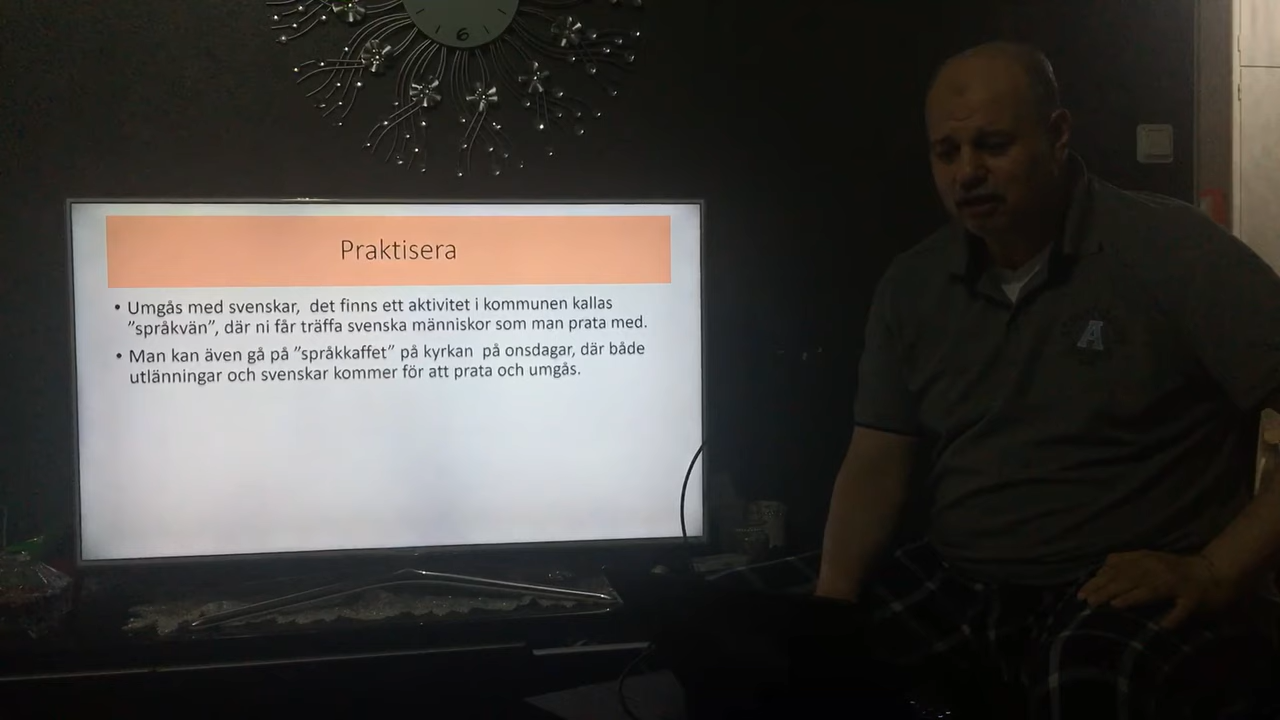 6
Praktisera
• Umgås med svenskar, det finns ett aktivitet i kommunen kallas
”språkvän”, där ni får träffa svenska människor som man prata med.
• Man kan även gå på ”språkkaffet” på kyrkan på onsdagar, där både
utlänningar och svenskar kommer för att prata och umgås.
A